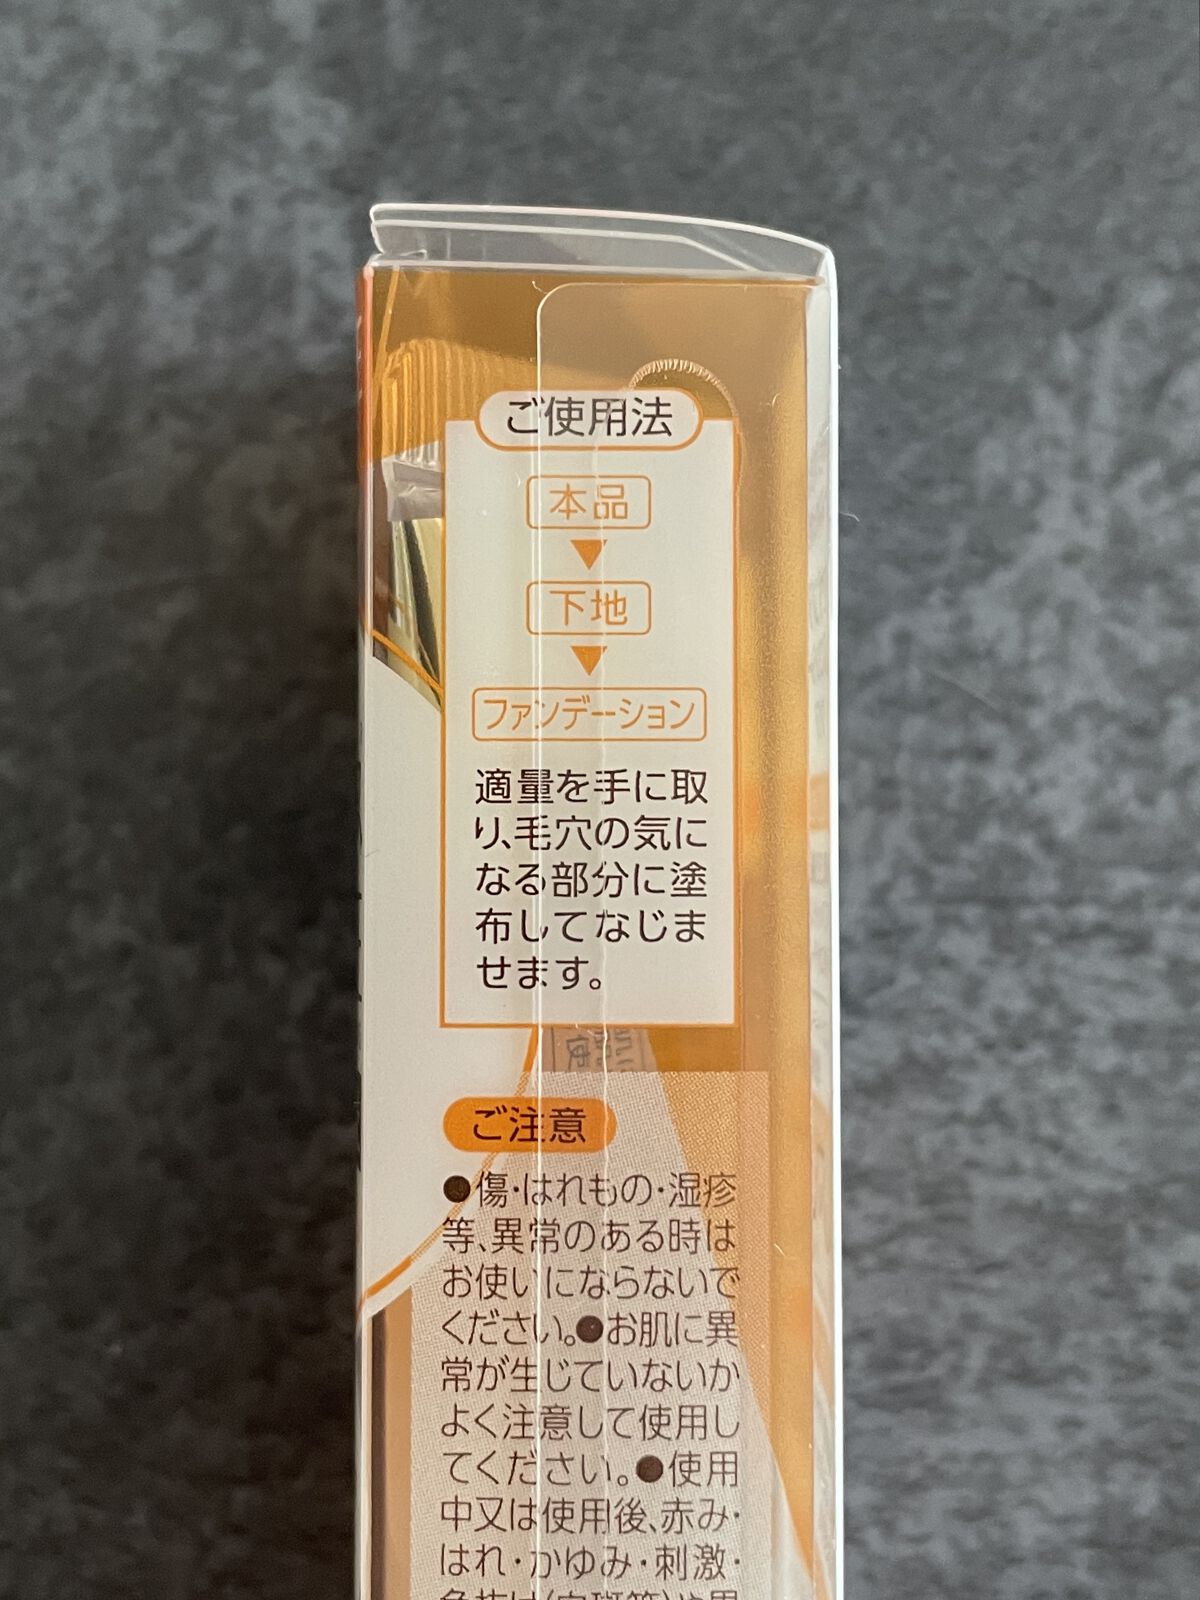 ご使用法
本品
下地
ファンデーション
適量を手に取
り、毛穴の気に
なる部分に塗
布してなじま
せます。
ご注意
●傷・はれもの・湿疹
等、異常のある時は
お使いにならないで
ください。●お肌に異
常が生じていないか
よく注意して使用し
てください。●使用
中又は使用後、赤み・
はれ・かゆみ・刺激・